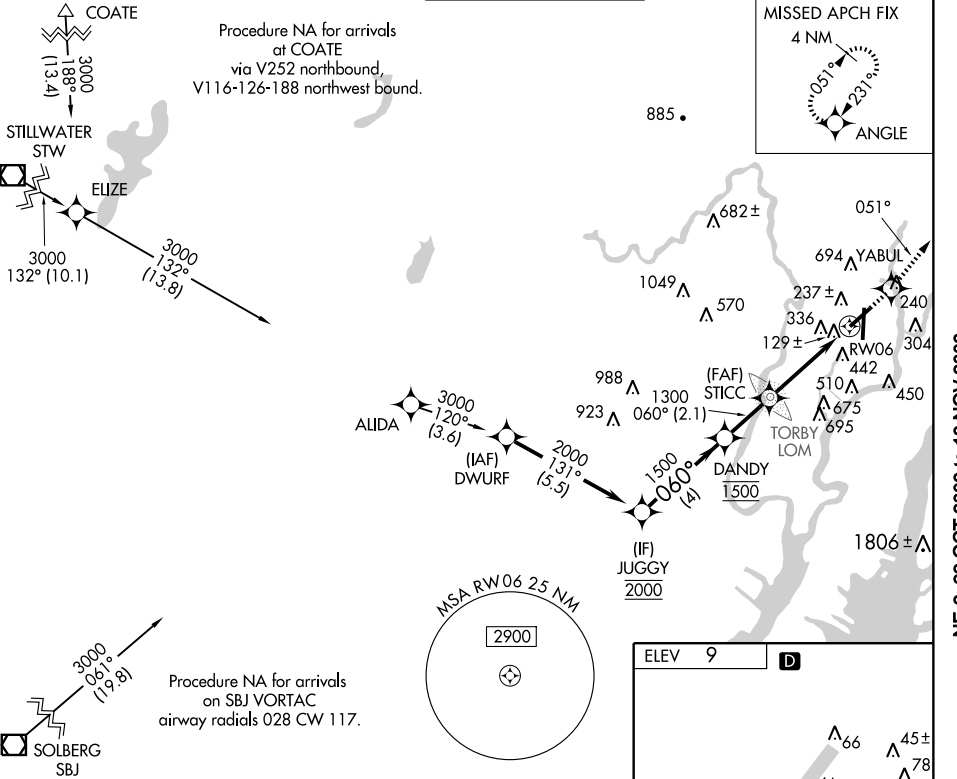 COATE
3000
188°
(13.4)
Procedure NA for arrivals
at COATE
via V252 northbound,
V116-126-188 northwest bound.
MISSED APCH FIX
4 NM
051°
231°
ANGLE
885
STILLWATER
STW
ELIZE
3000
132° (10.1)
3000
132°
(13.8)
682±
051°
694
YABUL
1049
570
237±
240
336
129±
304
RW06
442
988
923
(FAF)
STICC
1300
060° (2.1)
510
450
675
695
TORBY
LOM
ALIDA
3000
120°
(3.6)
(IAF)
DWURF
2000
131°
(5.5)
1500
060°
(4)
DANDY
1500
(IF)
JUGGY
2000
1806±
MSA RW06 25 NM
2900
3000
061°
(19.8)
Procedure NA for arrivals
on SBJ VORTAC
airway radials 028 CW 117.
SOLBERG
SBJ
ELEV 9
D
66
45±
78